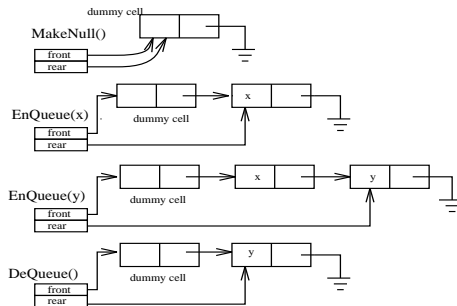 dummy cell
MakeNull()
front
rear
EnQueue(x)
x
dummy cell
front
rear
EnQueue(y)
x
y
dummy cell
front
rear
DeQueue()
y
dummy cell
front
rear